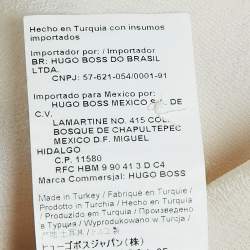 Hecho en Turquia con insumos
importados
Importador por: / Importador
BR: HUGO BOSS DO BRASIL
LTDA.
CNPJ: 57-621-054/0001-91
Importado para Mexico por:
HUGO BOSS MEXICO S.A. DE
C.V.
LAMARTINE NO. 415 COL.
BOSQUE DE CHAPULTEPEC
MEXICO D.F. MIGUEL
HIDALGO
C.P. 11580
RFC HBM 9 90 41 3 D C4
Marca Commersjal: HUGO BOSS
Made in Turkey / Fabriqué en Turquie /
Prodotto in Turchia / Hecho en Turquia
/ Produzido em Turquia / Произведено
в Турции / Wyprodukowano w Turcja /
ヒューゴボスジャパン(株)